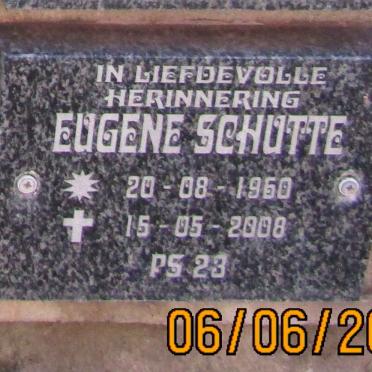 IN LIEFDEVOLLE
HERINNERING
EUGENE SCHUTTE
20-08-1960
15-05-2008
PS 23
06/06/20